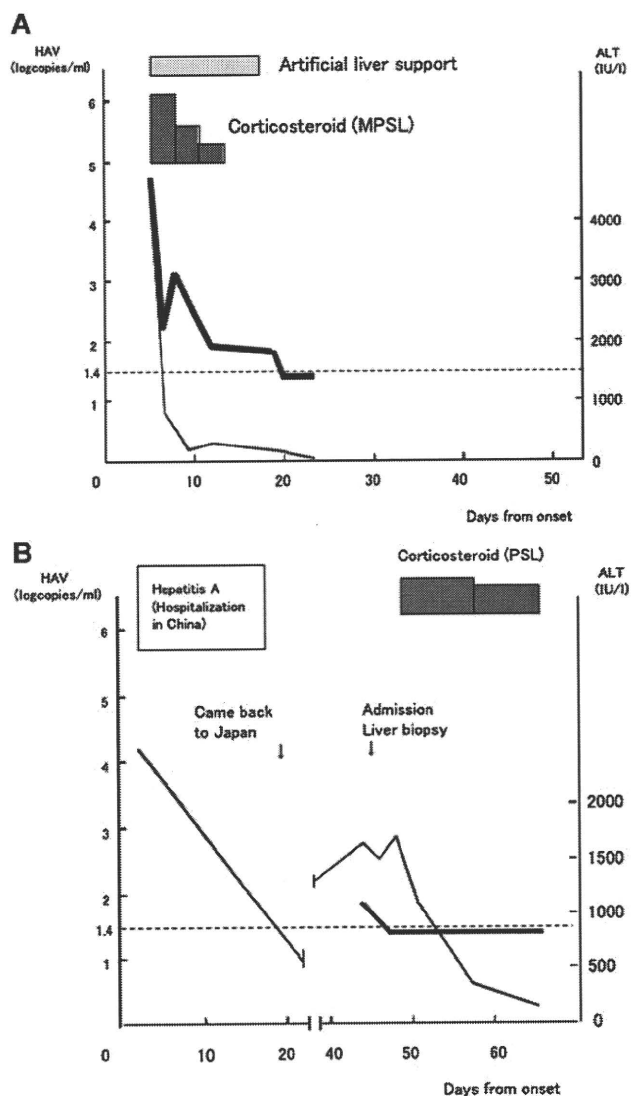 A
HAV
(logcopies/ml)
ALT
(IU/l)
Artificial liver support
Corticosteroid (MPSL)
6
5
4
3
2
1.4
1
0
4000
3000
2000
1000
0
10
20
30
40
50
Days from onset
B
HAV
(logcopies/ml)
ALT
(IU/l)
Hepatitis A
(Hospitalization
in China)
Corticosteroid (PSL)
Came back
to Japan
Admission
Liver biopsy
6
5
4
3
2
1.4
1
0
2000
1500
1000
500
0
10
20
40
50
60
Days from onset